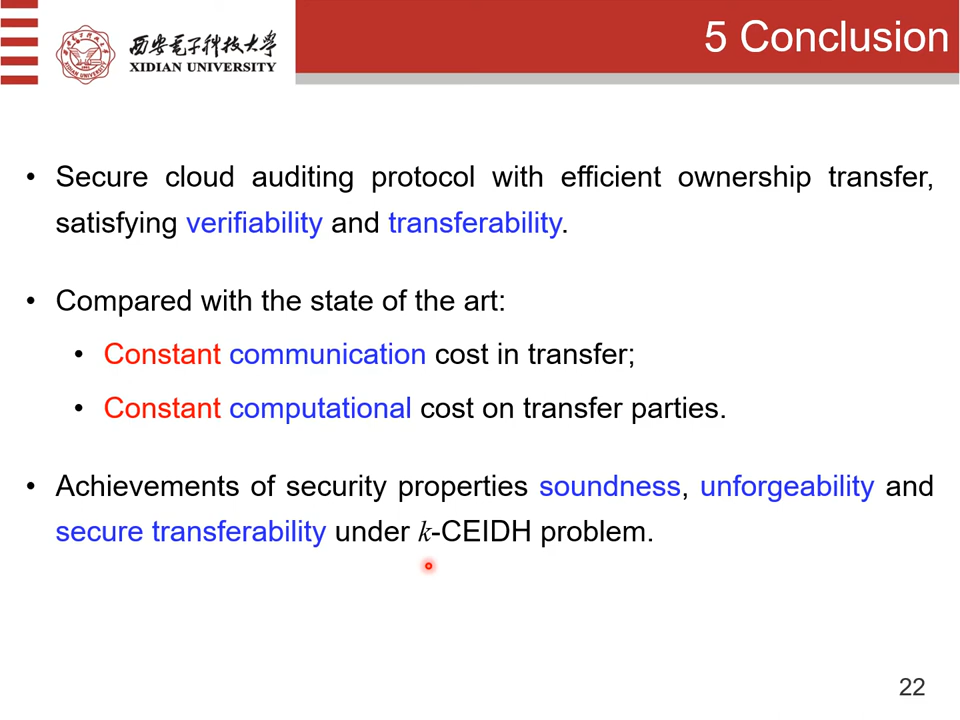 西安电子科技大学
XIDIAN UNIVERSITY
5 Conclusion
• Secure cloud auditing protocol with efficient ownership transfer,
satisfying verifiability and transferability.
• Compared with the state of the art:
• Constant communication cost in transfer;
• Constant computational cost on transfer parties.
• Achievements of security properties soundness, unforgeability and
secure transferability under k-CEIDH problem.
22